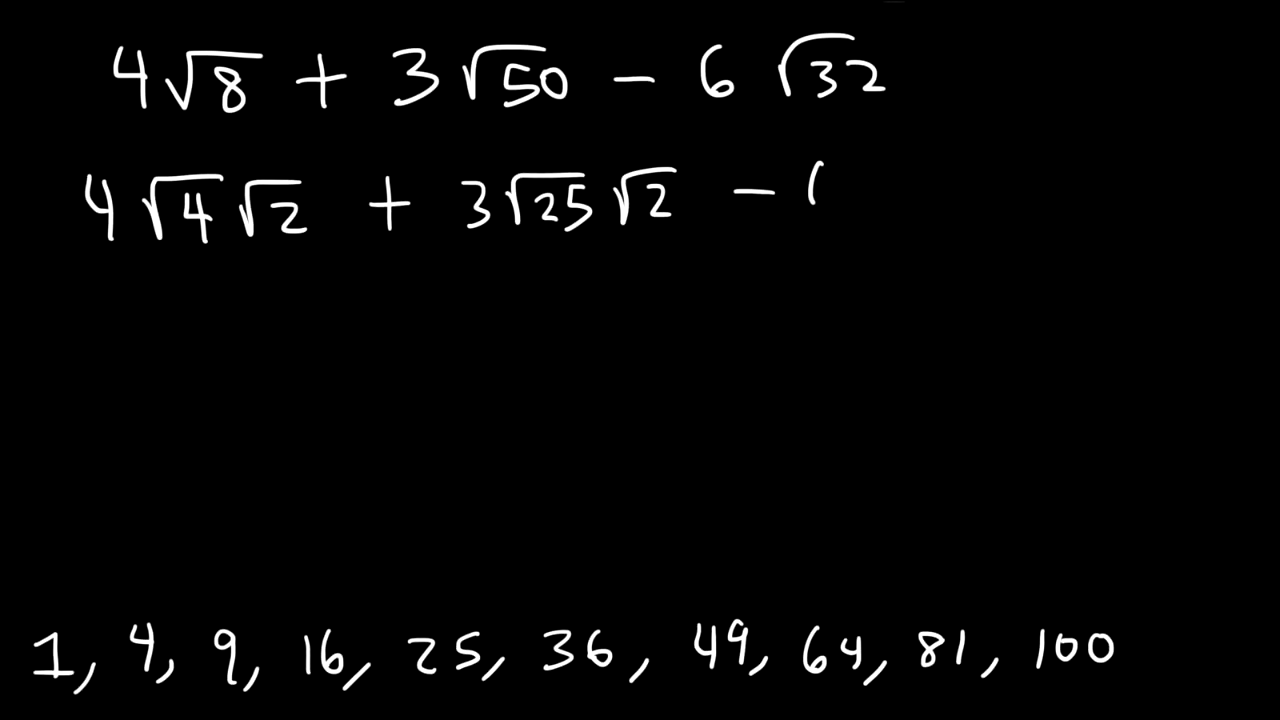 4√8 + 3√50 − 6√32
4√4√2 + 3√25√2 − (
1, 4, 9, 16, 25, 36, 49, 64, 81, 100